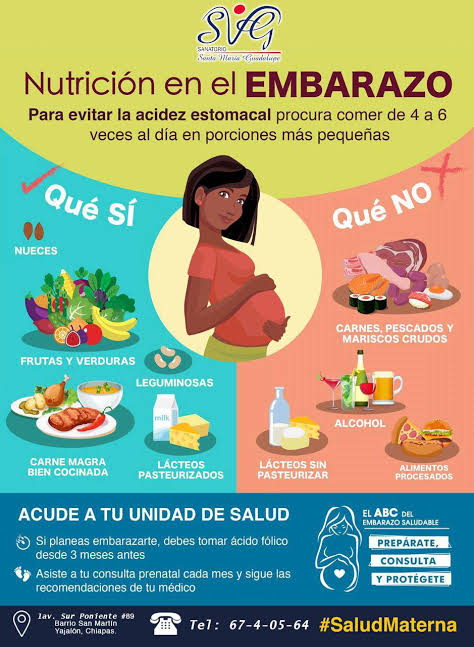 SVG
SANATORIO
Santa María Guadalupe
Nutrición en el EMBARAZO
Para evitar la acidez estomacal procura comer de 4 a 6
veces al día en porciones más pequeñas
Qué SÍ
NUECES
FRUTAS Y VERDURAS
LEGUMINOSAS
milk
CARNE MAGRA
BIEN COCINADA
LÁCTEOS
PASTEURIZADOS
Qué NO
CARNES, PESCADOS Y
MARISCOS CRUDOS
ALCOHOL
LÁCTEOS SIN
PASTEURIZAR
ALIMENTOS
PROCESADOS
ACUDE A TU UNIDAD DE SALUD
Si planeas embarazarte, debes tomar ácido fólico
desde 3 meses antes
Asiste a tu consulta prenatal cada mes y sigue las
recomendaciones de tu médico
EL ABC DEL
EMBARAZO SALUDABLE
PREPÁRATE,
CONSULTA
Y PROTÉGETE
1av. Sur Poniente #89
Barrio San Martín
Yajalón, Chiapas.
Tel: 67-4-05-64
#SaludMaterna